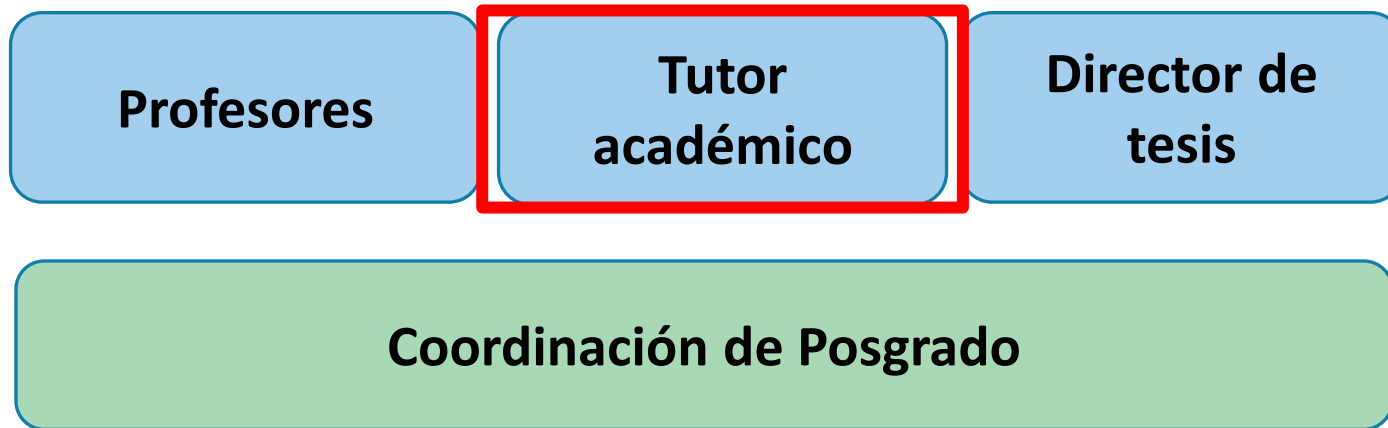 Profesores
Tutor
académico
Director de
tesis
Coordinación de Posgrado